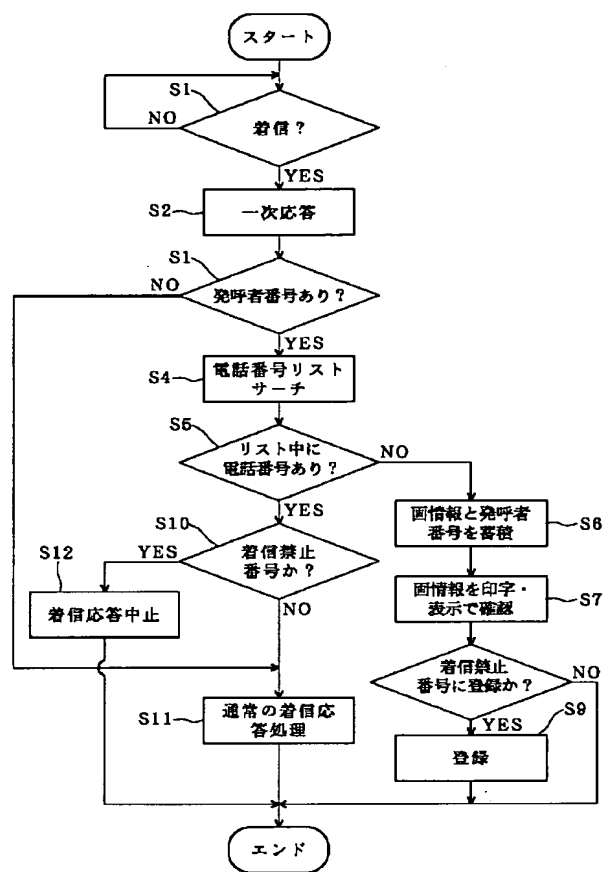 スタート
S1
NO
着信?
YES
S2
一次応答
S1
NO
発呼者番号あり?
YES
S4
電話番号リスト
サーチ
S5
リスト中に
電話番号あり?
NO
YES
S10
YES
着信禁止
番号か?
NO
S12
着信応答中止
画情報と発呼者
番号を蓄積
S6
画情報を印字・
表示で確認
S7
着信禁止
番号に登録か?
NO
YES
S9
登録
S11
通常の着信応
答処理
エンド